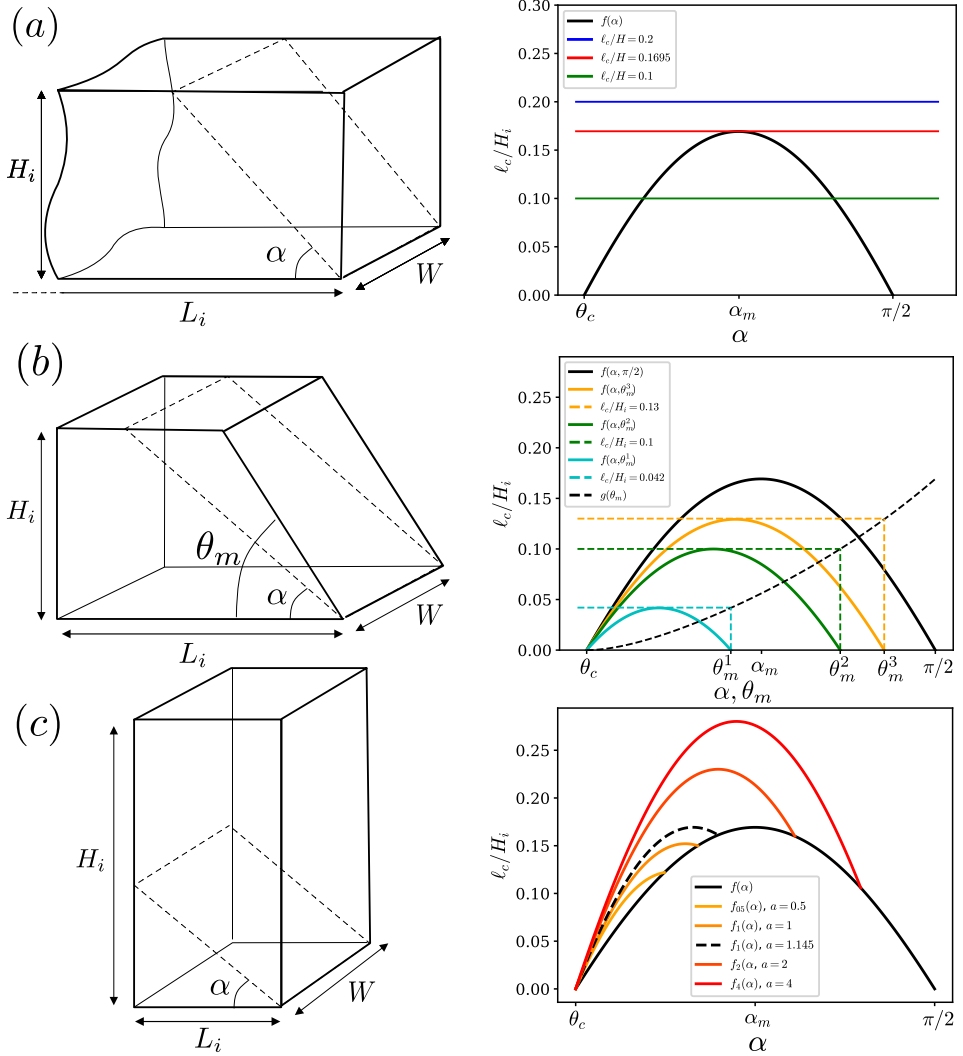 (a)
H_i
α
W
L_i
0.30
0.25
0.20
0.15
0.10
0.05
0.00
ℓ_c/H_i
f(α)
ℓ_c/H = 0.2
ℓ_c/H = 0.1695
ℓ_c/H = 0.1
θ_c
α_m
π/2
α
(b)
H_i
θ_m
α
W
L_i
0.25
0.20
0.15
0.10
0.05
0.00
ℓ_c/H_i
f(α, π/2)
f(α, θ_m^3)
ℓ_c/H_i = 0.13
f(α, θ_m^2)
ℓ_c/H_i = 0.1
f(α, θ_m^1)
ℓ_c/H_i = 0.042
g(θ_m)
θ_c
θ_m^1
α_m
θ_m^2
θ_m^3
π/2
α, θ_m
(c)
H_i
α
W
L_i
0.25
0.20
0.15
0.10
0.05
0.00
ℓ_c/H_i
f(α)
f_05(α), a = 0.5
f_1(α), a = 1
f_1(α), a = 1.145
f_2(α, a = 2
f_4(α), a = 4
θ_c
α_m
π/2
α